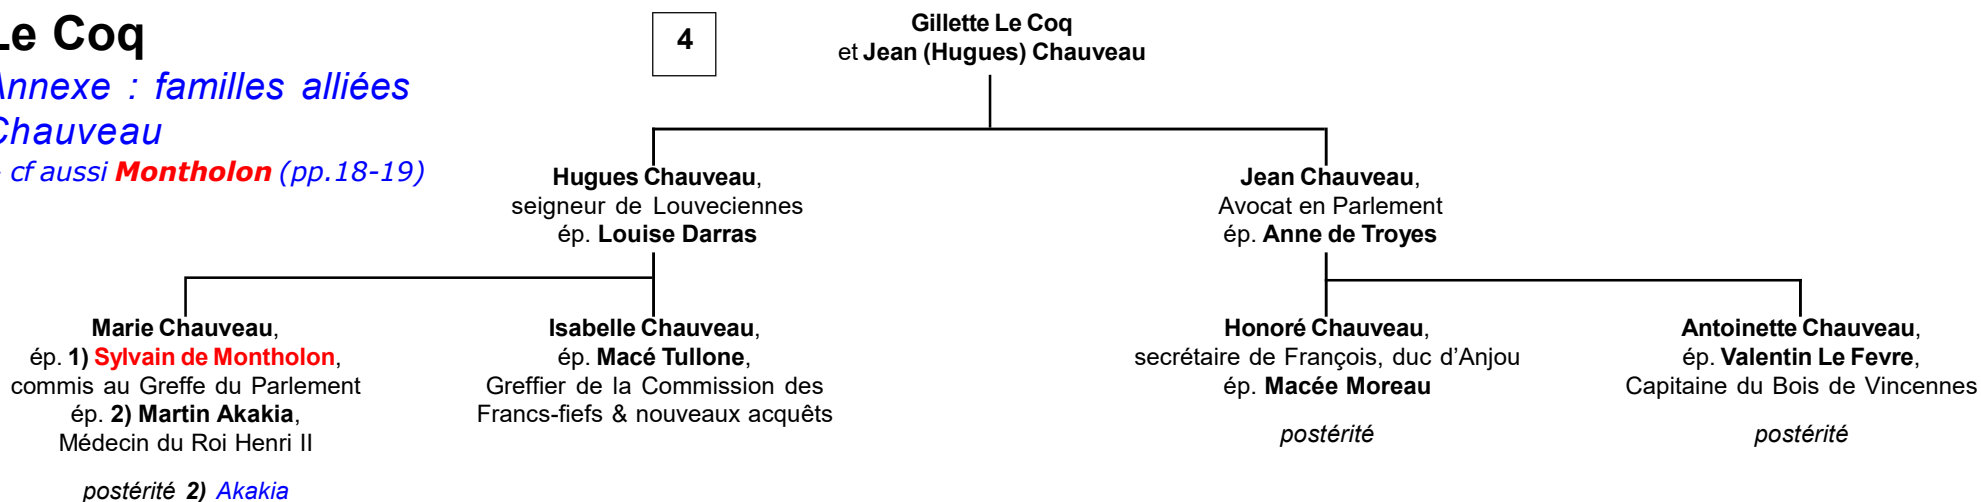 Le Coq
Annexe : familles alliées
Chauveau
cf aussi Montholon (pp.18-19)
4
Gillette Le Coq
et Jean (Hugues) Chauveau
Hugues Chauveau,
seigneur de Louveciennes
ép. Louise Darras
Jean Chauveau,
Avocat en Parlement
ép. Anne de Troyes
Marie Chauveau,
ép. 1) Sylvain de Montholon,
commis au Greffe du Parlement
ép. 2) Martin Akakia,
Médecin du Roi Henri II
postérité 2) Akakia
Isabelle Chauveau,
ép. Macé Tullone,
Greffier de la Commission des
Francs-fiefs & nouveaux acquêts
Honoré Chauveau,
secrétaire de François, duc d’Anjou
ép. Macée Moreau
postérité
Antoinette Chauveau,
ép. Valentin Le Fevre,
Capitaine du Bois de Vincennes
postérité